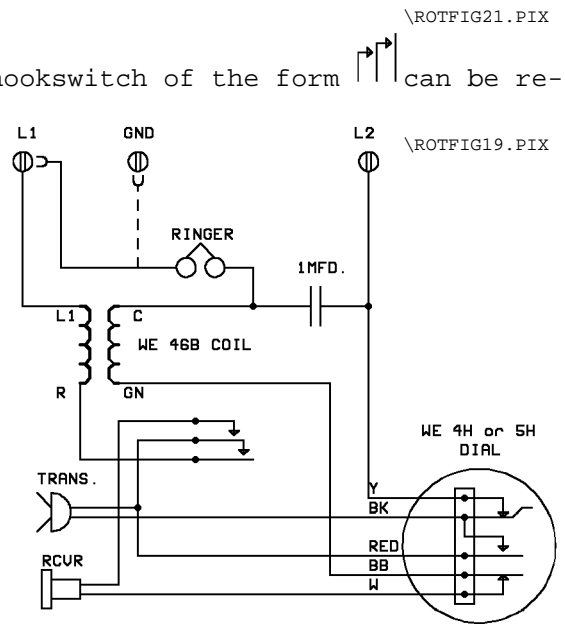 \ROTFIG21.PIX
hookswitch of the form can be re-
L1 GND L2 \ROTFIG19.PIX
RINGER
1MFD.
L1 C
WE 46B COIL
R GN
WE 4H or 5H
DIAL
TRANS.
Y
BK
RED
RCVR
BB
W